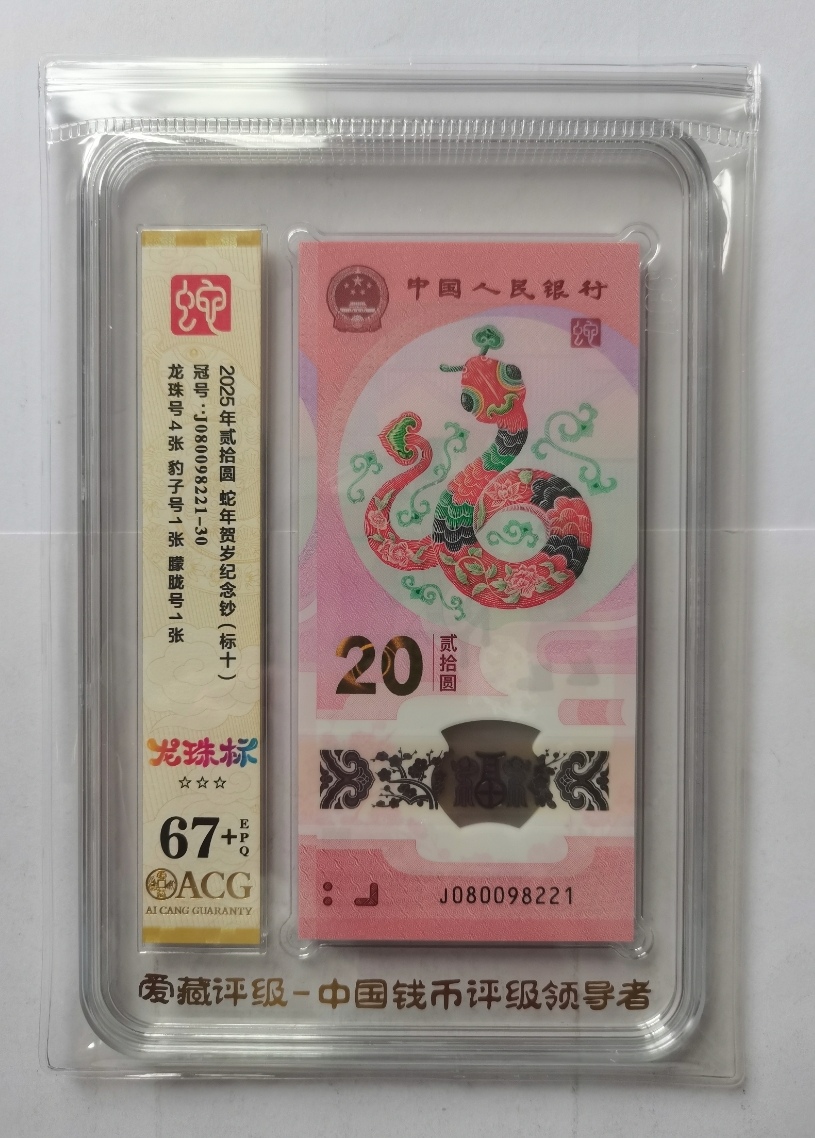 蛇
2025年贰拾圆 蛇年贺岁纪念钞(标十)
冠号:J080098221-30
龙珠号4张 豹子号1张 朦胧号1张
龙珠标
☆☆☆
67+EPQ
ACG
AI CANG GUARANTY
中国人民银行
蛇
20
贰拾圆
J080098221
爱藏评级-中国钱币评级领导者